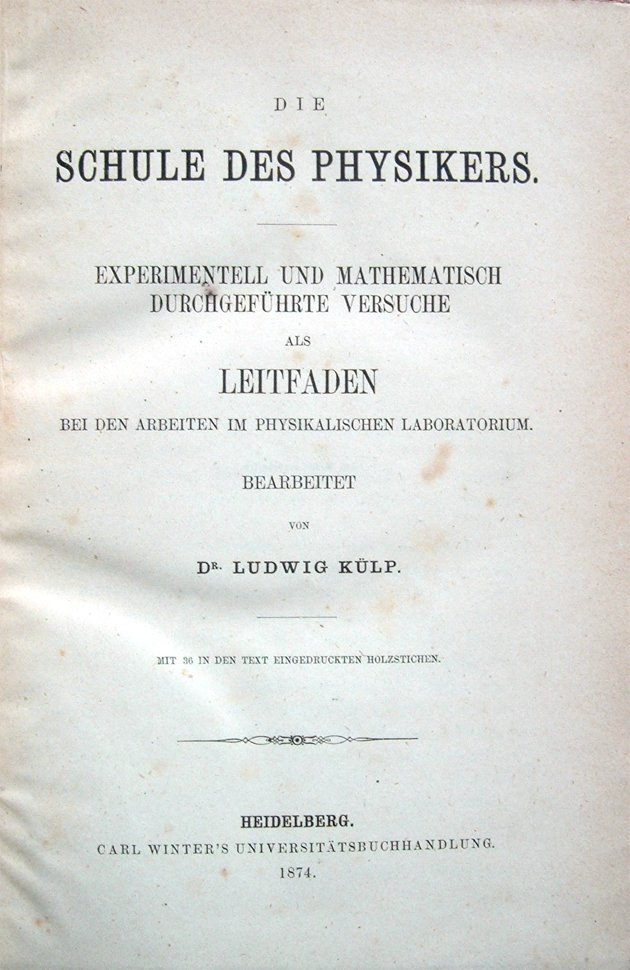 DIE
SCHULE DES PHYSIKERS.
EXPERIMENTELL UND MATHEMATISCH
DURCHGEFÜHRTE VERSUCHE
ALS
LEITFADEN
BEI DEN ARBEITEN IM PHYSIKALISCHEN LABORATORIUM.
BEARBEITET
VON
DR. LUDWIG KÜLP.
MIT 36 IN DEN TEXT EINGEDRUCKTEN HOLZSTICHEN.
HEIDELBERG.
CARL WINTER'S UNIVERSITÄTSBUCHHANDLUNG.
1874.